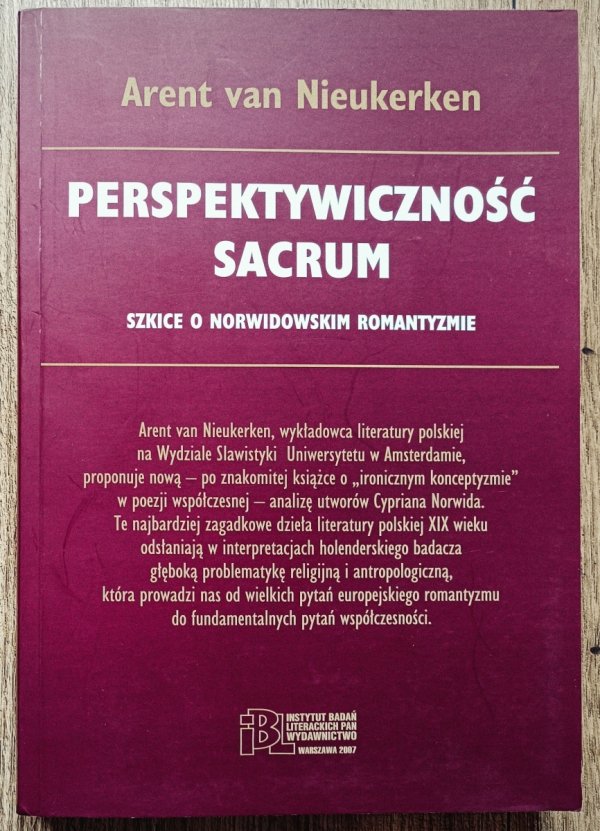 Arent van Nieukerken
PERSPEKTYWICZNOŚĆ
SACRUM
SZKICE O NORWIDOWSKIM ROMANTYZMIE
Arent van Nieukerken, wykładowca literatury polskiej
na Wydziale Slawistyki Uniwersytetu w Amsterdamie,
proponuje nową – po znakomitej książce o „ironicznym konceptyzmie”
w poezji współczesnej – analizę utworów Cypriana Norwida.
Te najbardziej zagadkowe dzieła literatury polskiej XIX wieku
odsłaniają w interpretacjach holenderskiego badacza
głęboką problematykę religijną i antropologiczną,
która prowadzi nas od wielkich pytań europejskiego romantyzmu
do fundamentalnych pytań współczesności.
iBL
INSTYTUT BADAŃ
LITERACKICH PAN
WYDAWNICTWO
WARSZAWA 2007